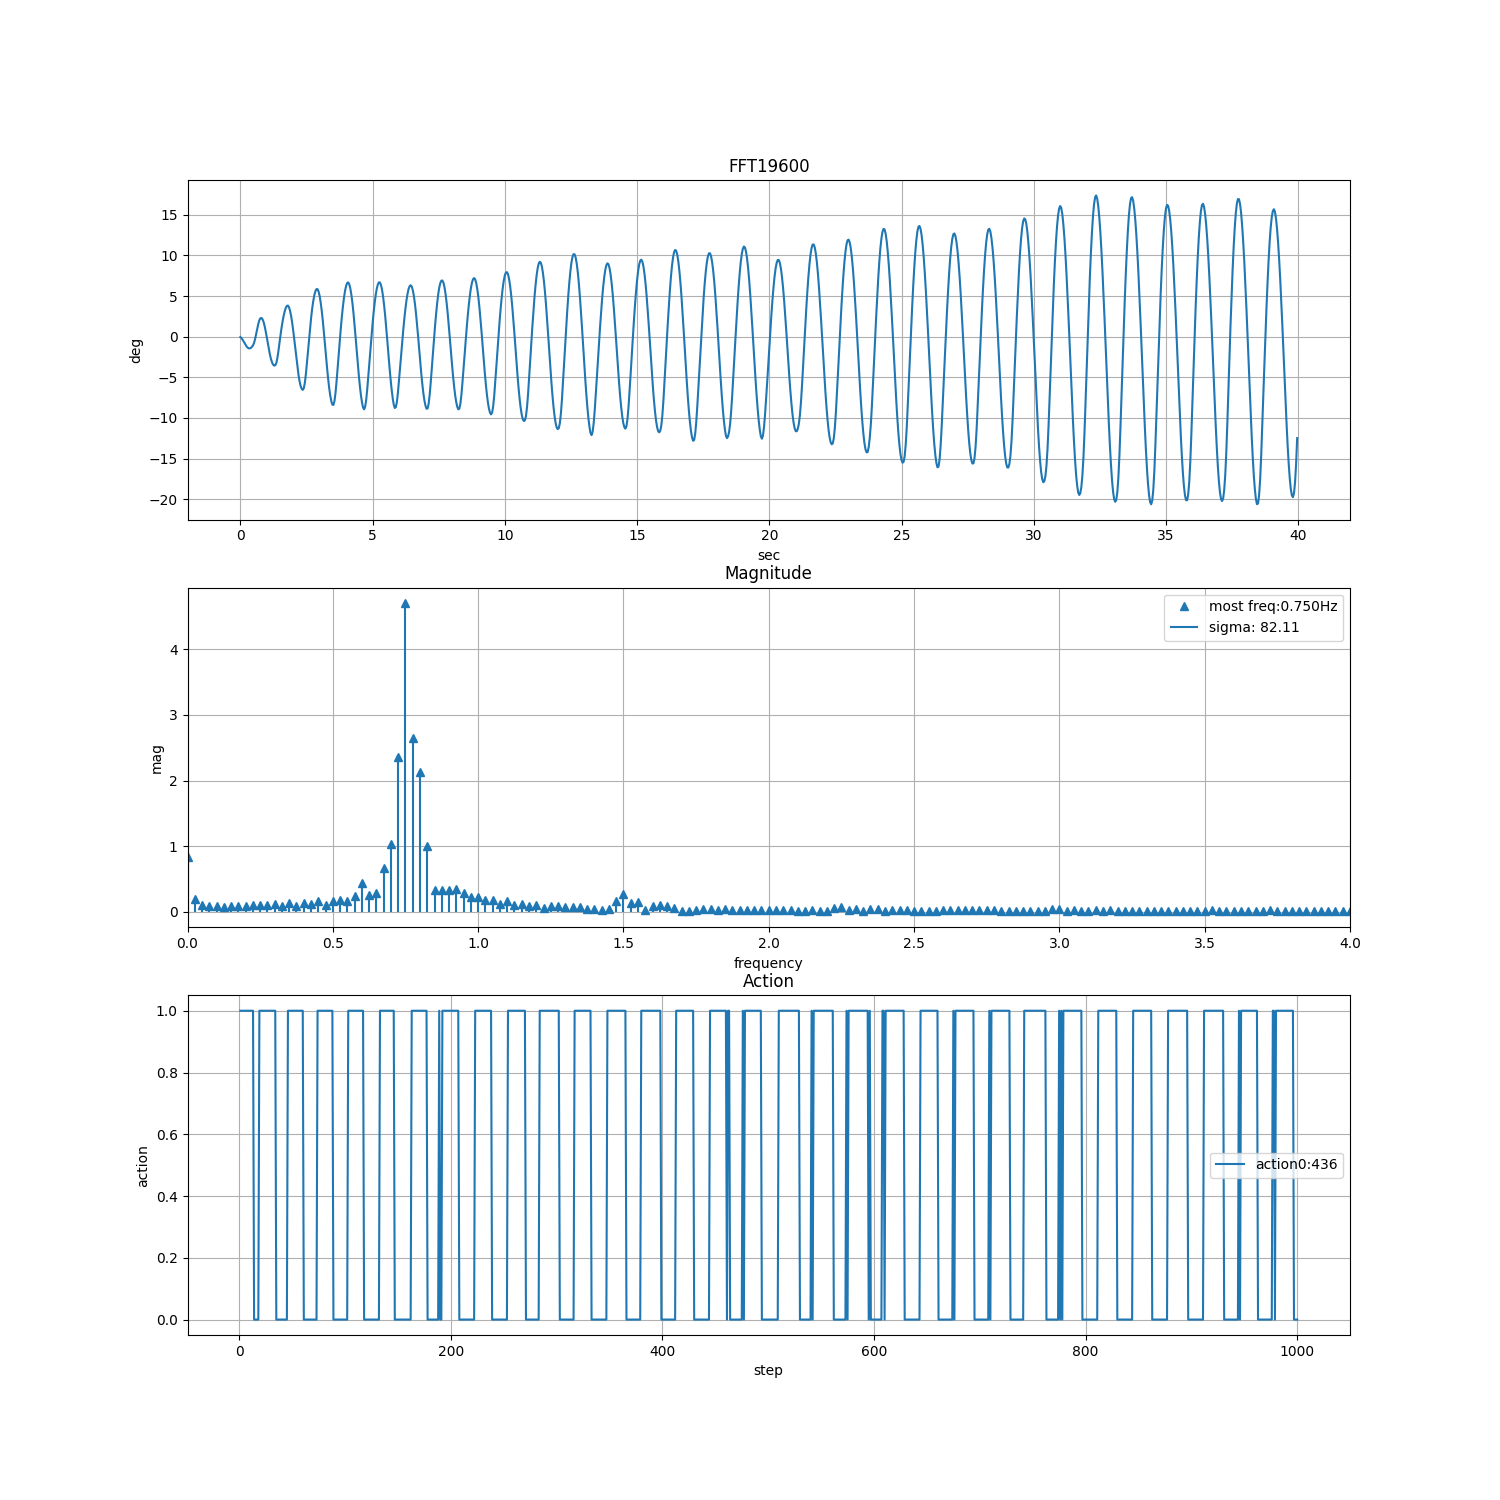 FFT19600
15
10
5
0
−5
−10
−15
−20
deg
0 5 10 15 20 25 30 35 40
sec
Magnitude
4
3
2
1
0
mag
most freq:0.750Hz
sigma: 82.11
0.0 0.5 1.0 1.5 2.0 2.5 3.0 3.5 4.0
frequency
Action
1.0
0.8
0.6
0.4
0.2
0.0
action
action0:436
0 200 400 600 800 1000
step